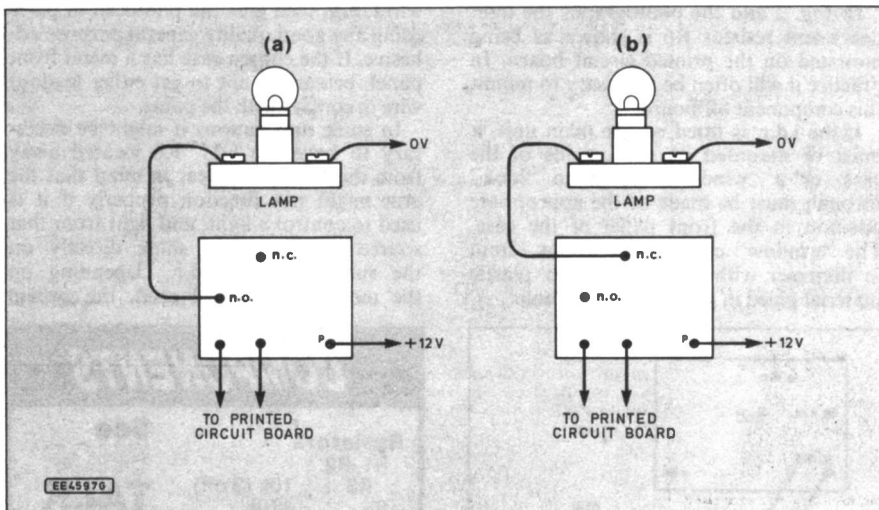 (a)
(b)
0V
0V
LAMP
LAMP
n.c.
n.c.
n.o.
n.o.
P
+12V
P
+12V
TO PRINTED
CIRCUIT BOARD
TO PRINTED
CIRCUIT BOARD
EE4597G